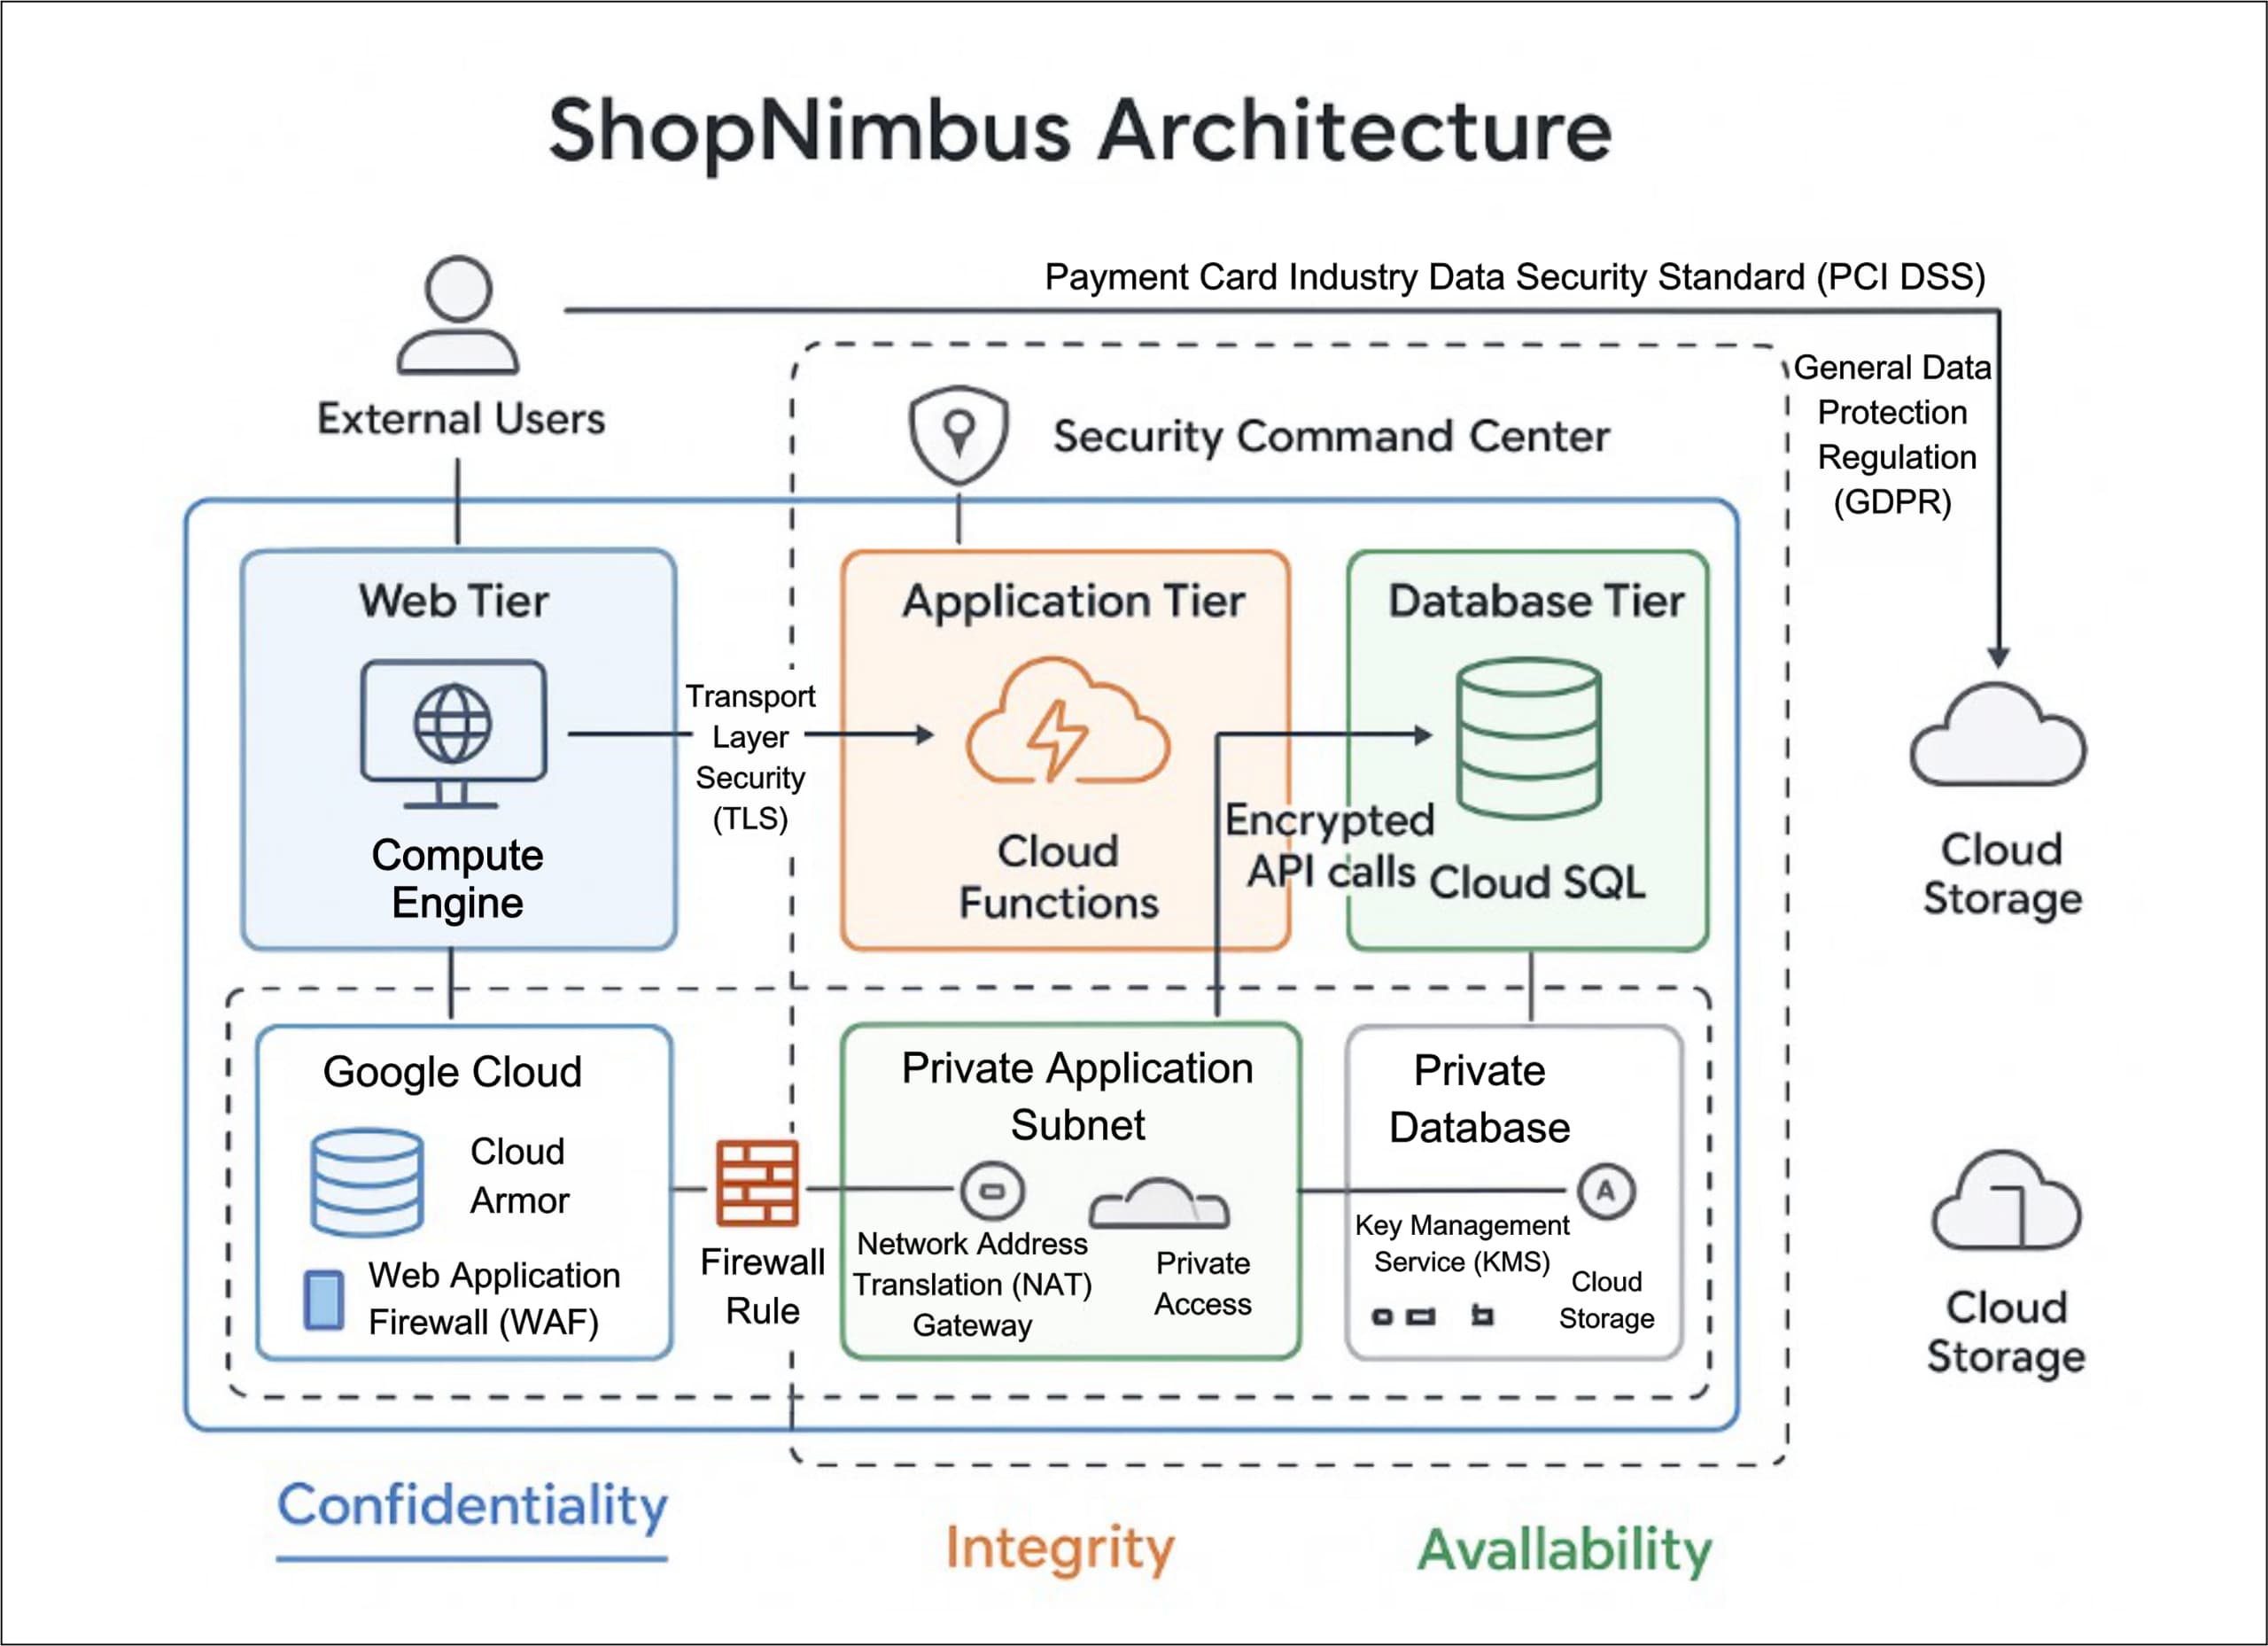 ShopNimbus Architecture
Payment Card Industry Data Security Standard (PCI DSS)
External Users
General Data
Protection
Regulation
(GDPR)
Security Command Center
Web Tier
Compute
Engine
Transport
Layer
Security
(TLS)
Application Tier
Cloud
Functions
Encrypted
API calls
Database Tier
Cloud SQL
Cloud
Storage
Google Cloud
Cloud
Armor
Web Application
Firewall (WAF)
Firewall
Rule
Private Application
Subnet
Network Address
Translation (NAT)
Gateway
Private
Access
Private
Database
A
Key Management
Service (KMS)
Cloud
Storage
Cloud
Storage
Confidentiality
Integrity
Avallability